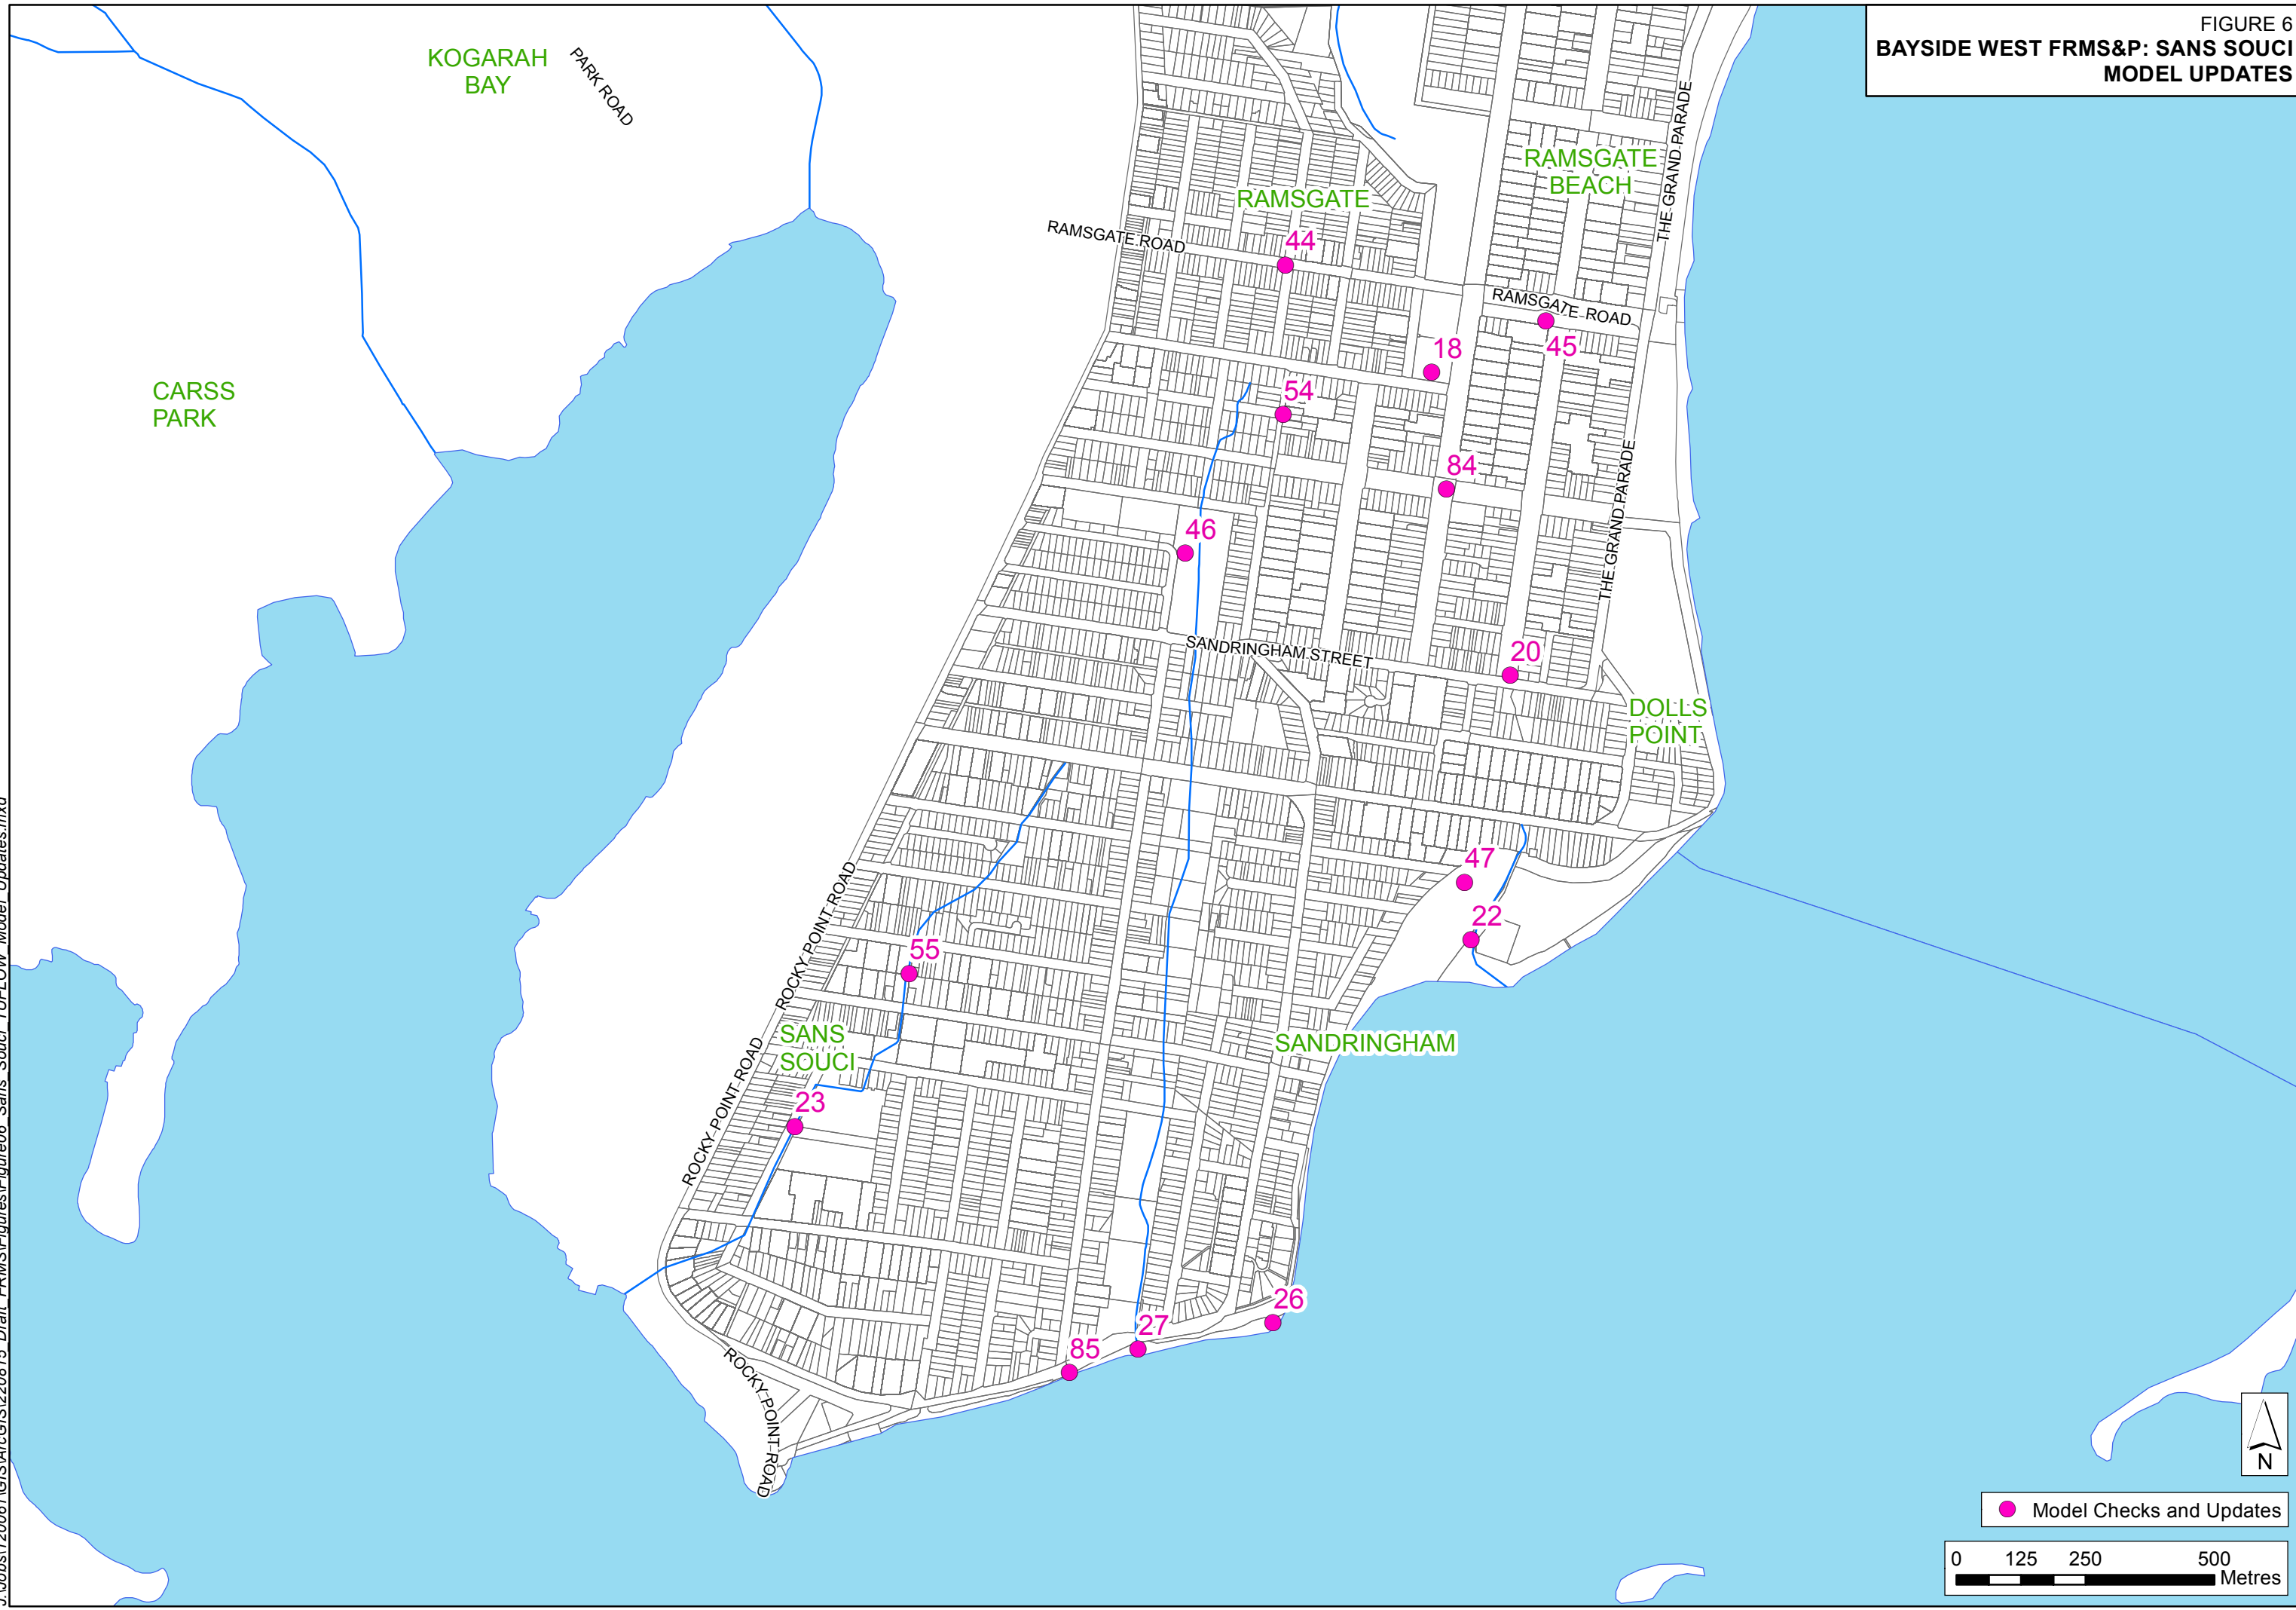 FIGURE 6
BAYSIDE WEST FRMS&P: SANS SOUCI
MODEL UPDATES
KOGARAH
BAY
PARK ROAD
THE GRAND PARADE
RAMSGATE
BEACH
RAMSGATE
RAMSGATE ROAD
44
RAMSGATE ROAD
45
18
CARSS
PARK
54
84
THE GRAND PARADE
46
SANDRINGHAM STREET
20
DOLLS
POINT
47
ROCKY POINT ROAD
22
55
SANS
SOUCI
SANDRINGHAM
ROCKY POINT ROAD
23
26
27
85
ROCKY POINT ROAD
N
Model Checks and Updates
0 125 250 500
Metres